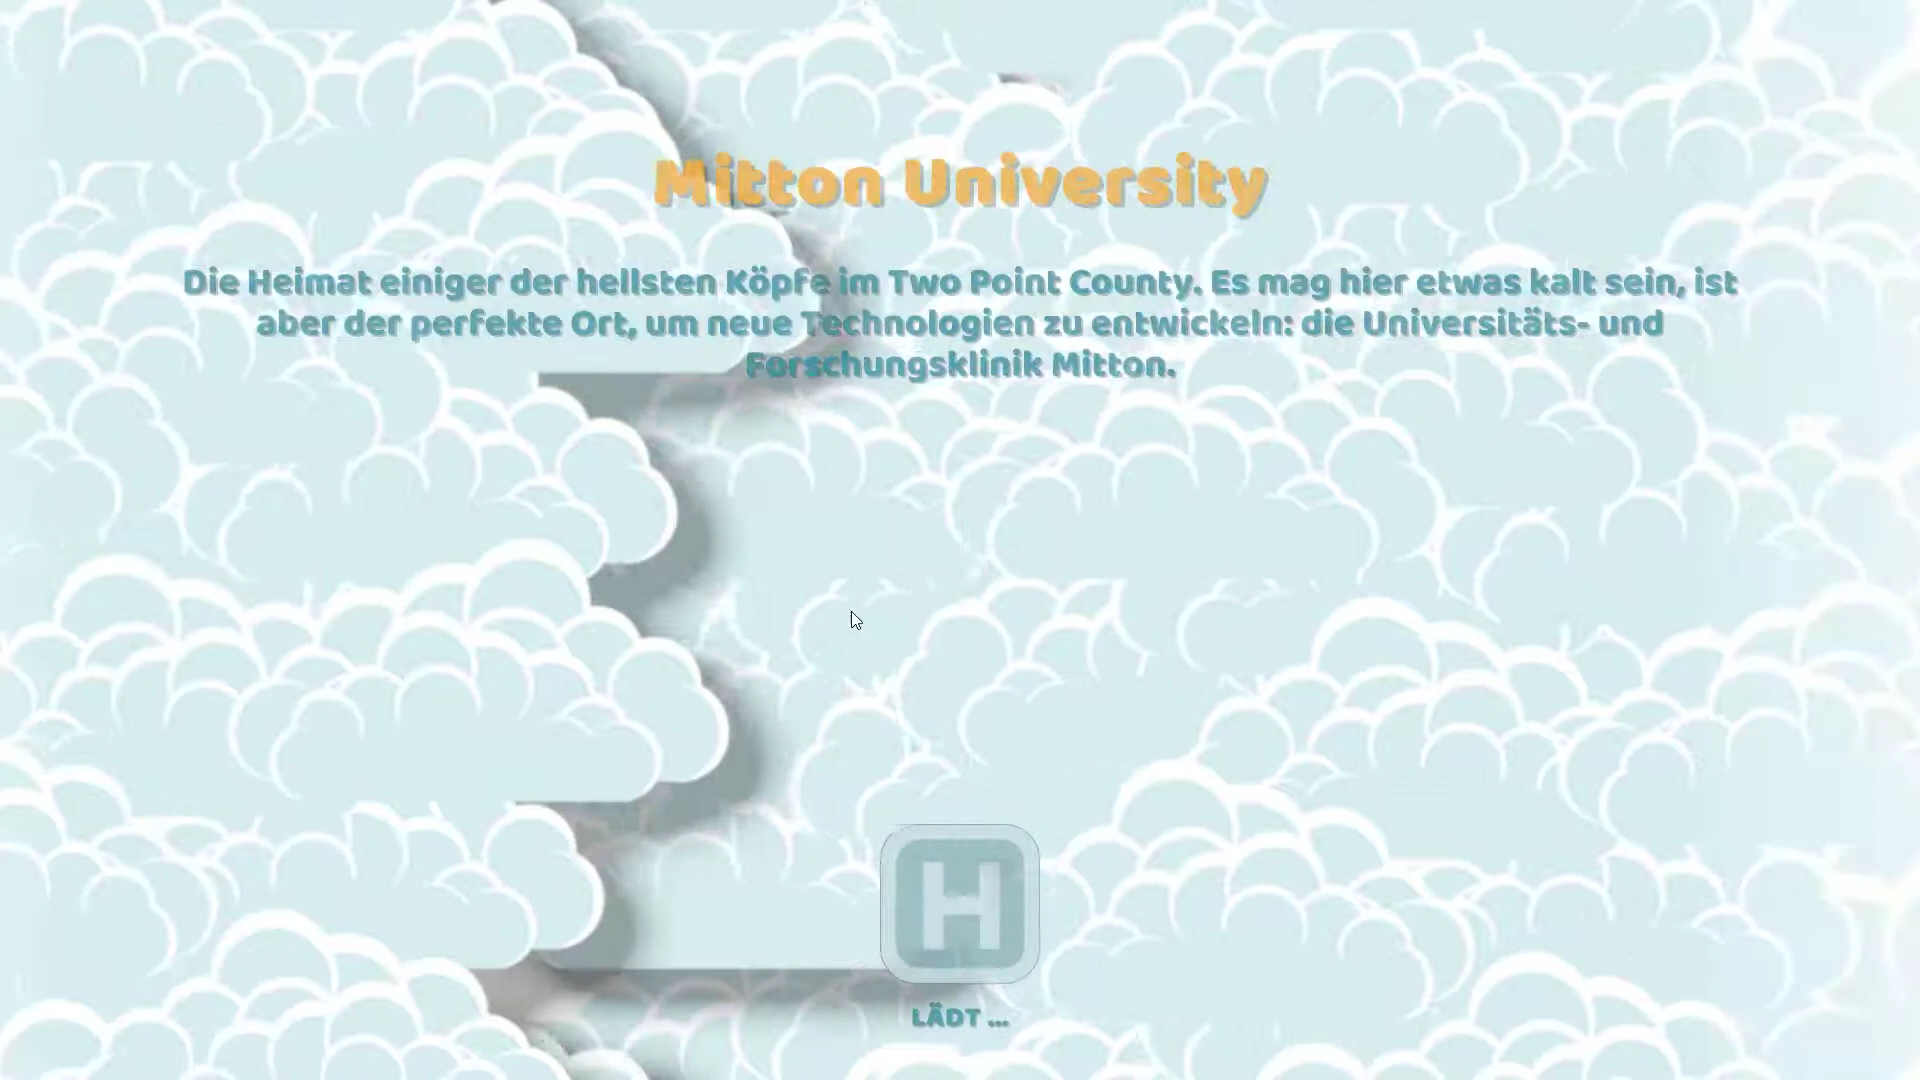 Mitton University
Die Heimat einiger der hellsten Köpfe im Two Point County. Es mag hier etwas kalt sein, ist
aber der perfekte Ort, um neue Technologien zu entwickeln: die Universitäts- und
Forschungsklinik Mitton.
H
LÄDT ...